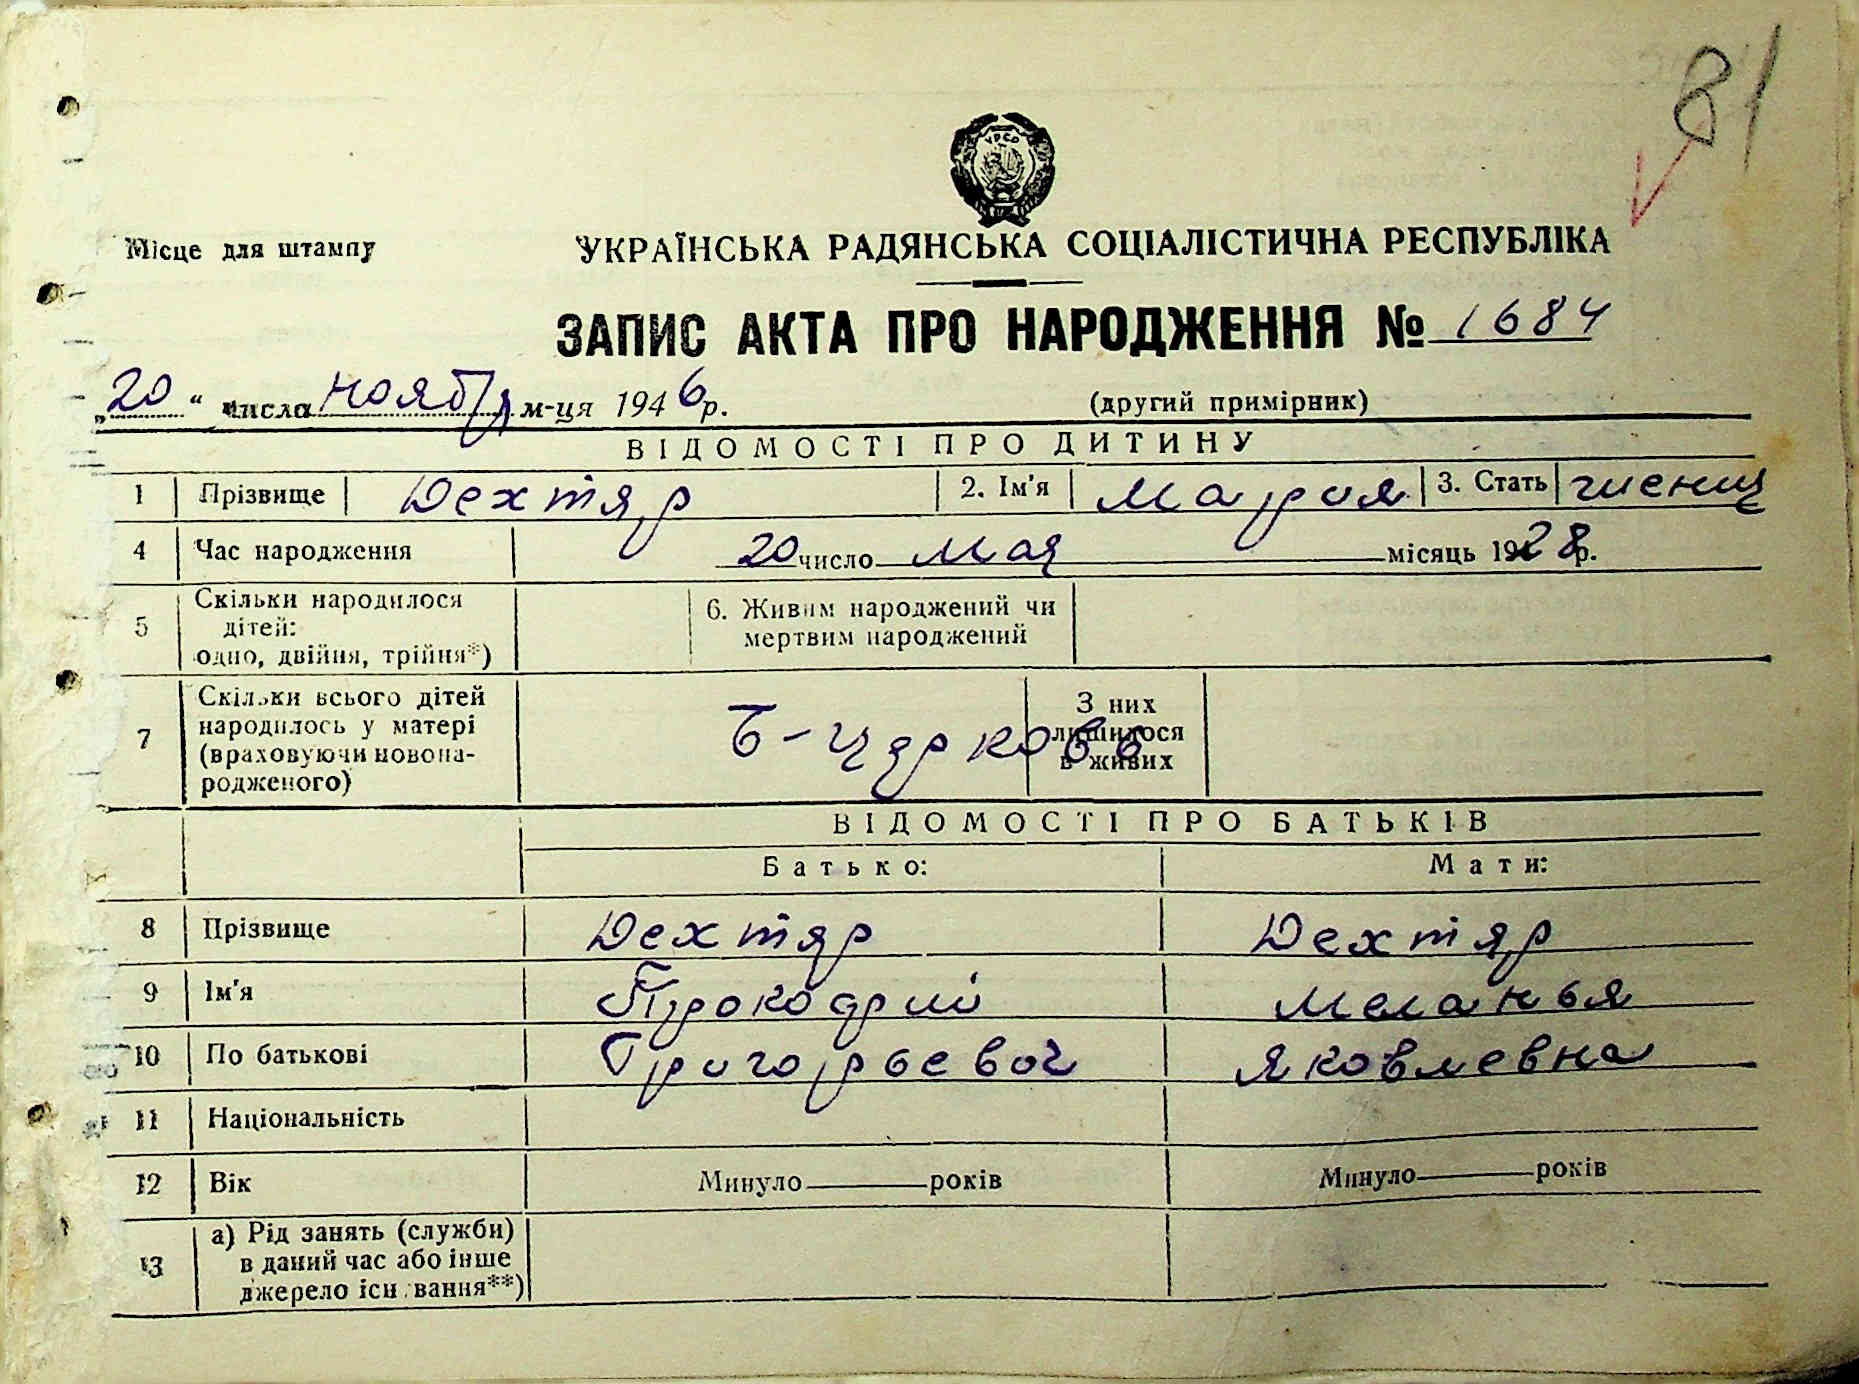 81
УРСР
Місце для штампу
УКРАЇНСЬКА РАДЯНСЬКА СОЦІАЛІСТИЧНА РЕСПУБЛІКА
ЗАПИС АКТА ПРО НАРОДЖЕННЯ № 1684
„20“ числа ноября м-ця 1946р.
(другий примірник)
ВІДОМОСТІ ПРО ДИТИНУ
1 Прізвище Дехтяр 2. Ім'я Мария 3. Стать женщ
4 Час народження 20 число мая місяць 1928р.
5 Скільки народилося дітей: одно, двійня, трійня*) 6. Живим народжений чи мертвим народжений
7 Скільки всього дітей народилось у матері (враховуючи новонародженого) Б-Церковь З них лишилося в живих
ВІДОМОСТІ ПРО БАТЬКІВ
Батько: Мати:
8 Прізвище Дехтяр Дехтяр
9 Ім'я Меланья
10 По батькові Григорьевич Яковлевна
11 Національність
12 Вік Минуло років Минуло років
13 а) Рід занять (служби) в даний час або інше джерело існування**)